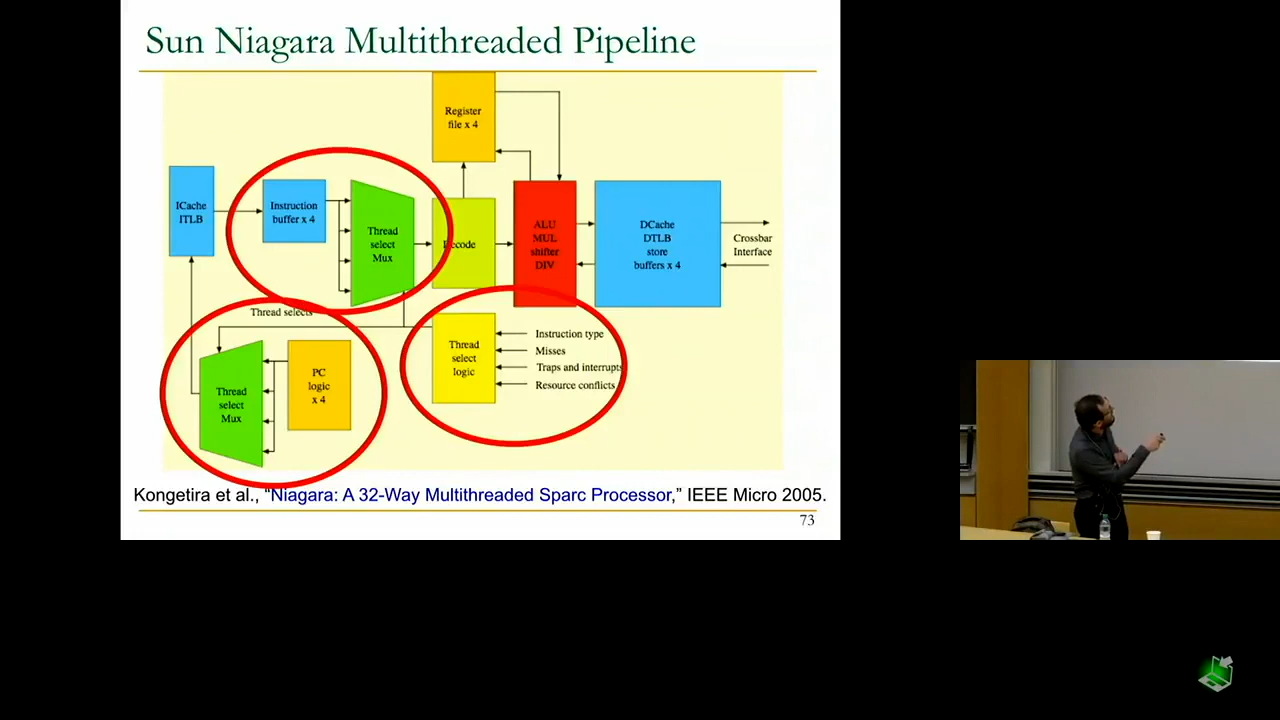 Sun Niagara Multithreaded Pipeline
Register
file x 4
ICache
ITLB
Instruction
buffer x 4
Thread
select
Mux
Decode
ALU
MUL
shifter
DIV
DCache
DTLB
store
buffers x 4
Crossbar
Interface
Thread selects
Thread
select
logic
Instruction type
Misses
Traps and interrupts
Resource conflicts
Thread
select
Mux
PC
logic
x 4
Kongetira et al., “Niagara: A 32-Way Multithreaded Sparc Processor,” IEEE Micro 2005.
73